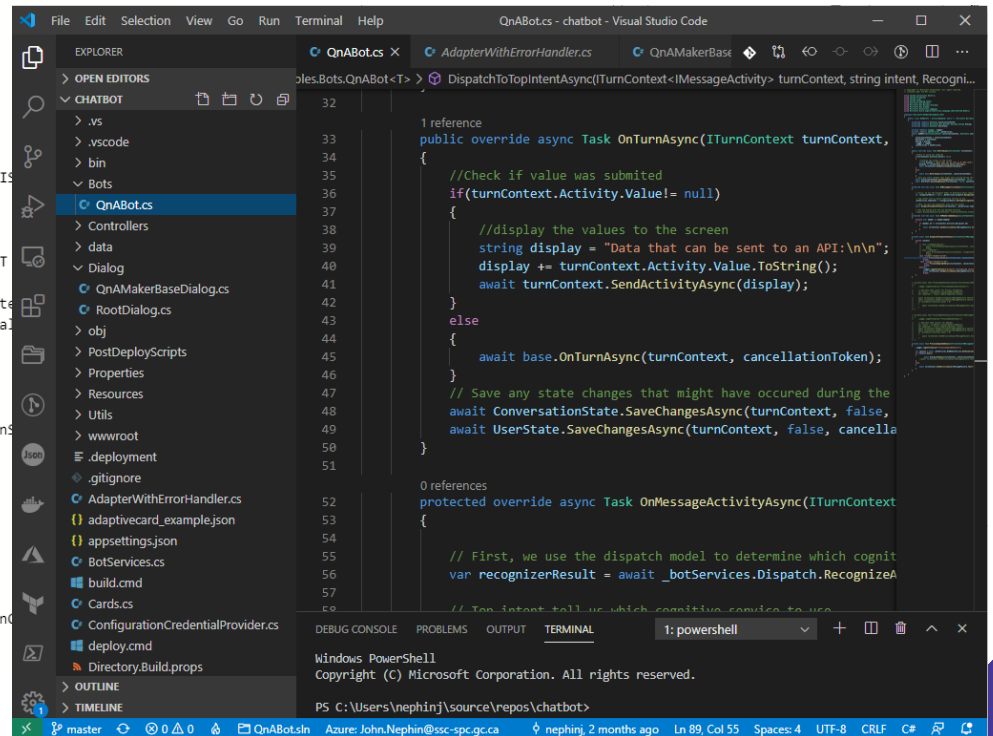 File Edit Selection View Go Run Terminal Help QnABot.cs - chatbot - Visual Studio Code
EXPLORER
OPEN EDITORS
CHATBOT
.vs
.vscode
bin
Bots
QnABot.cs
Controllers
data
Dialog
QnAMakerBaseDialog.cs
RootDialog.cs
obj
PostDeployScripts
Properties
Resources
Utils
wwwroot
.deployment
.gitignore
AdapterWithErrorHandler.cs
{} adaptivecard_example.json
{} appsettings.json
BotServices.cs
build.cmd
Cards.cs
ConfigurationCredentialProvider.cs
deploy.cmd
Directory.Build.props
OUTLINE
TIMELINE
QnABot.cs AdapterWithErrorHandler.cs QnAMakerBase
ples.Bots.QnABot<T> > DispatchToTopIntentAsync(ITurnContext<IMessageActivity> turnContext, string intent, Recogni...
32
1 reference
33 public override async Task OnTurnAsync(ITurnContext turnContext,
34 {
35 //Check if value was submited
36 if(turnContext.Activity.Value!= null)
37 {
38 //display the values to the screen
39 string display = "Data that can be sent to an API:\n\n";
40 display += turnContext.Activity.Value.ToString();
41 await turnContext.SendActivityAsync(display);
42 }
43 else
44 {
45 await base.OnTurnAsync(turnContext, cancellationToken);
46 }
47 // Save any state changes that might have occured during the
48 await ConversationState.SaveChangesAsync(turnContext, false,
49 await UserState.SaveChangesAsync(turnContext, false, cancella
50 }
51
0 references
52 protected override async Task OnMessageActivityAsync(ITurnContext
53 {
54
55 // First, we use the dispatch model to determine which cognit
56 var recognizerResult = await _botServices.Dispatch.RecognizeA
57
58 // Top intent tell us which cognitive service to use
DEBUG CONSOLE PROBLEMS OUTPUT TERMINAL 1: powershell
Windows PowerShell
Copyright (C) Microsoft Corporation. All rights reserved.
PS C:\Users\nephinj\source\repos\chatbot>
Json
1
master 0 0 QnABot.sln Azure: John.Nephin@ssc-spc.gc.ca nephinj, 2 months ago Ln 89, Col 55 Spaces: 4 UTF-8 CRLF C#